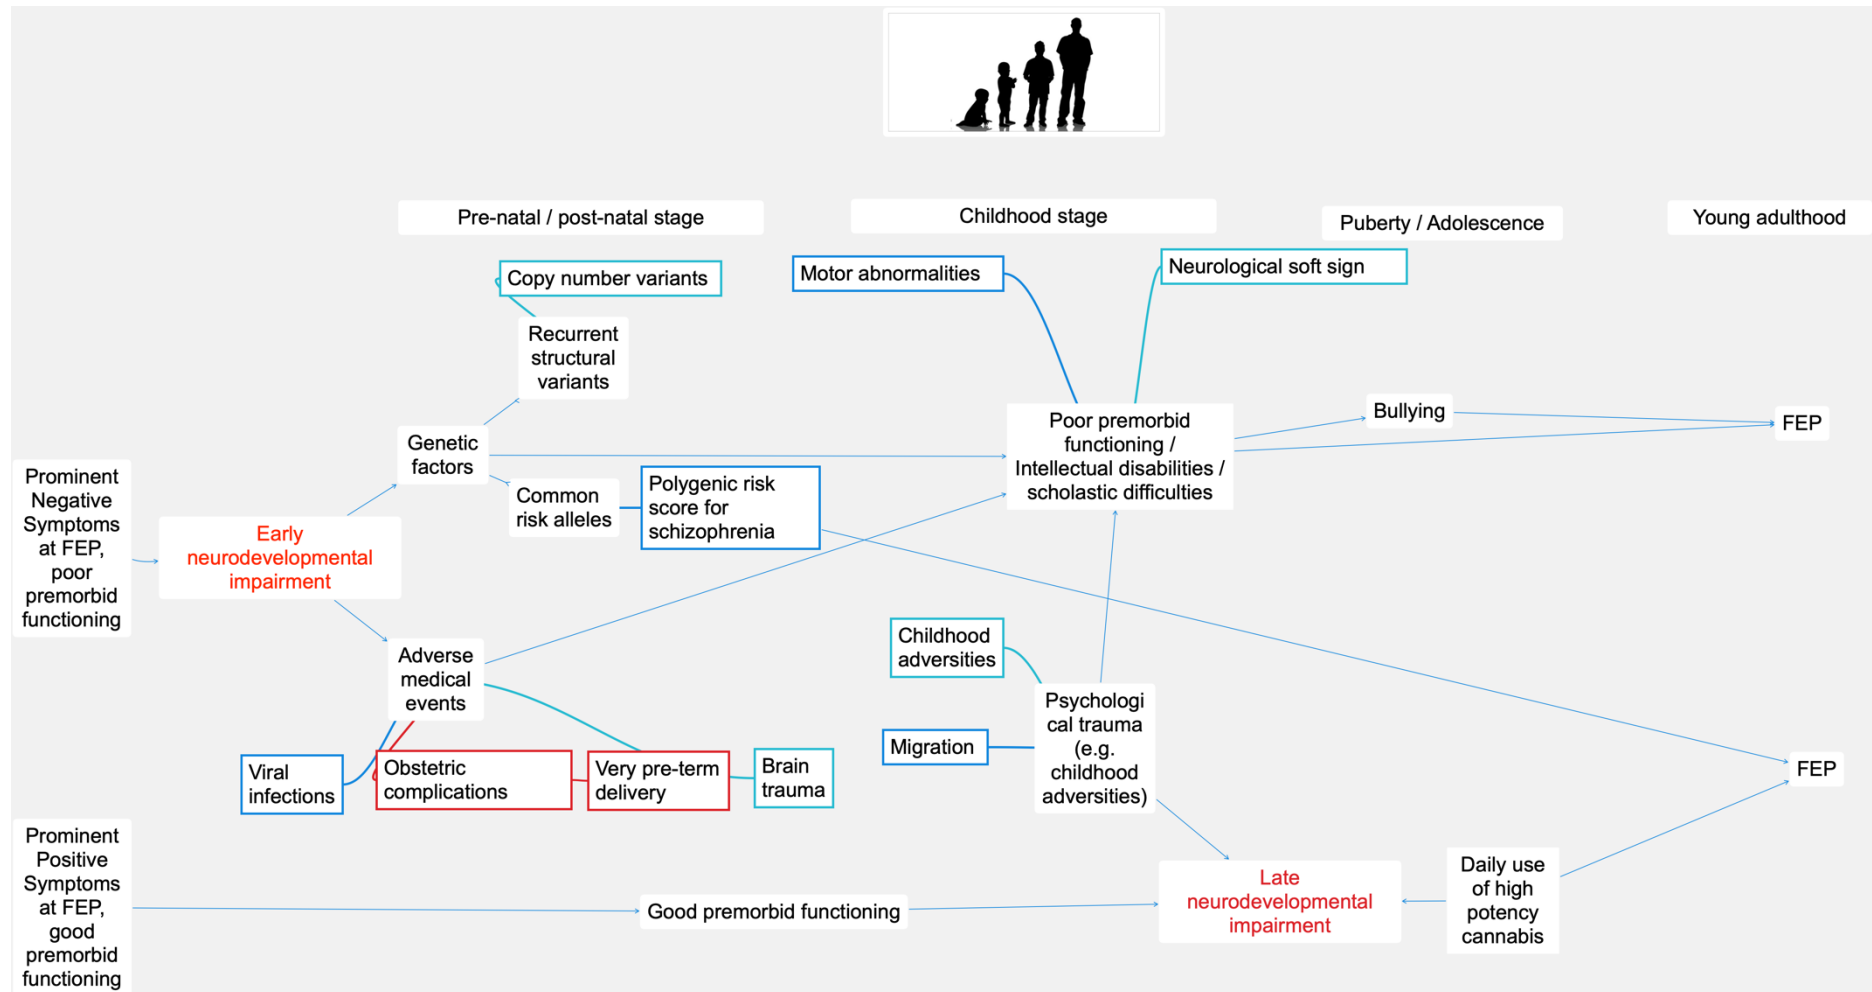 Pre-natal / post-natal stage
Childhood stage
Puberty / Adolescence
Young adulthood
Copy number variants
Motor abnormalities
Neurological soft sign
Recurrent
structural
variants
Poor premorbid
functioning /
Intellectual disabilities /
scholastic difficulties
Bullying
FEP
Genetic
factors
Prominent
Negative
Symptoms
at FEP,
poor
premorbid
functioning
Common
risk alleles
Polygenic risk
score for
schizophrenia
Early
neurodevelopmental
impairment
Adverse
medical
events
Childhood
adversities
Psychologi
cal trauma
(e.g.
childhood
adversities)
Migration
Viral
infections
Obstetric
complications
Very pre-term
delivery
Brain
trauma
FEP
Prominent
Positive
Symptoms
at FEP,
good
premorbid
functioning
Good premorbid functioning
Late
neurodevelopmental
impairment
Daily use
of high
potency
cannabis